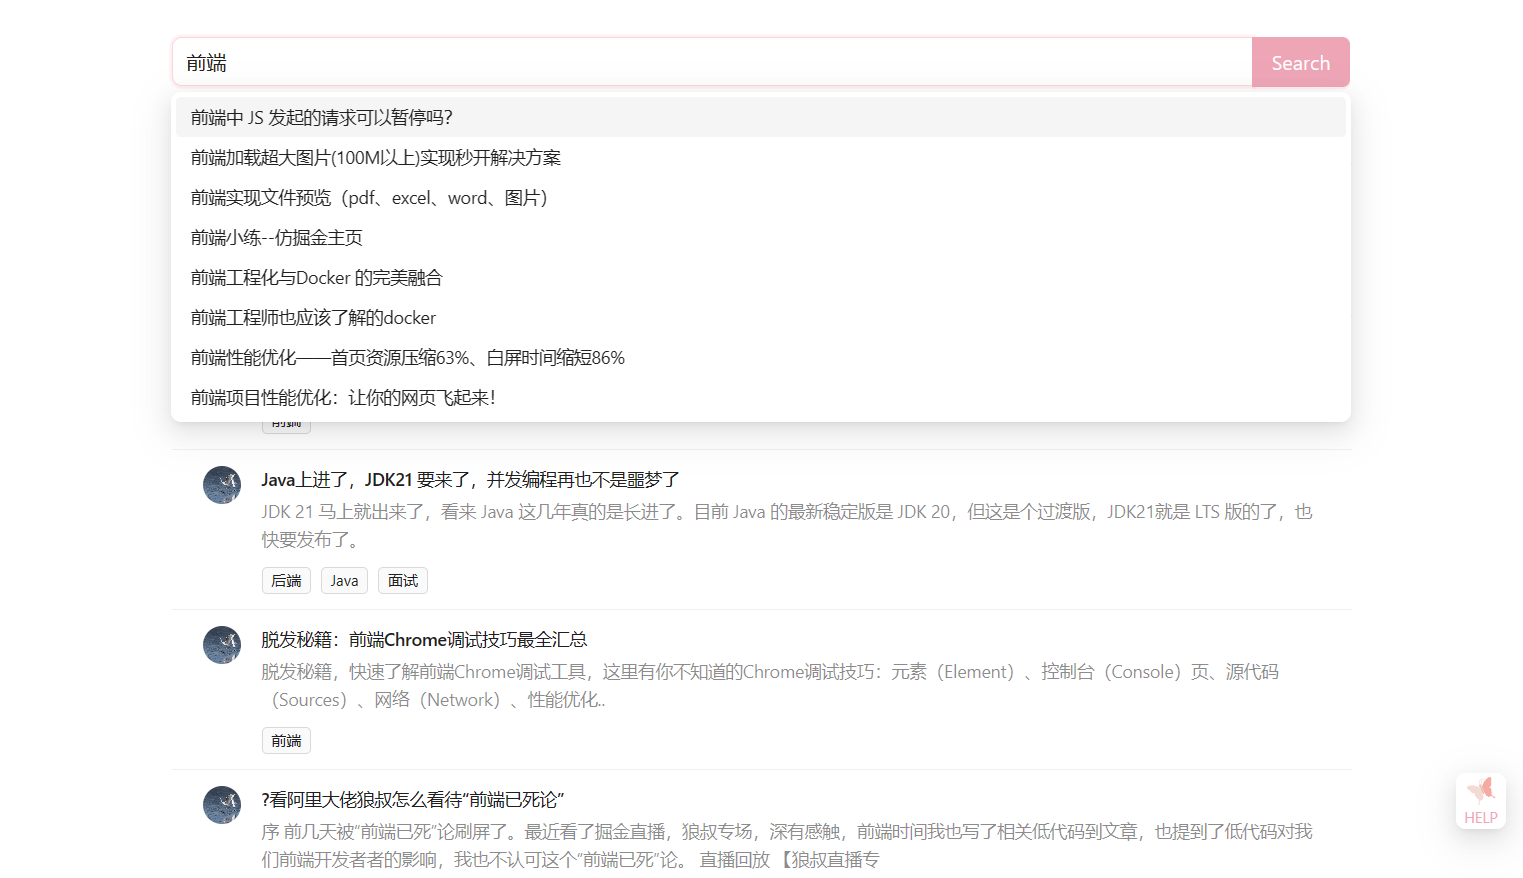 前端
Search
前端中 JS 发起的请求可以暂停吗？
前端加载超大图片(100M以上)实现秒开解决方案
前端实现文件预览（pdf、excel、word、图片）
前端小练--仿掘金主页
前端工程化与Docker 的完美融合
前端工程师也应该了解的docker
前端性能优化——首页资源压缩63%、白屏时间缩短86%
前端项目性能优化：让你的网页飞起来！
前端
Java上进了，JDK21 要来了，并发编程再也不是噩梦了
JDK 21 马上就出来了，看来 Java 这几年真的是长进了。目前 Java 的最新稳定版是 JDK 20，但这是个过渡版，JDK21就是 LTS 版的了，也
快要发布了。
后端 Java 面试
脱发秘籍：前端Chrome调试技巧最全汇总
脱发秘籍，快速了解前端Chrome调试工具，这里有你不知道的Chrome调试技巧：元素（Element）、控制台（Console）页、源代码
（Sources）、网络（Network）、性能优化..
前端
?看阿里大佬狼叔怎么看待“前端已死论”
序 前几天被“前端已死”论刷屏了。最近看了掘金直播，狼叔专场，深有感触，前端时间我也写了相关低代码到文章，也提到了低代码对我
们前端开发者者的影响，我也不认可这个“前端已死”论。 直播回放 【狼叔直播专
HELP